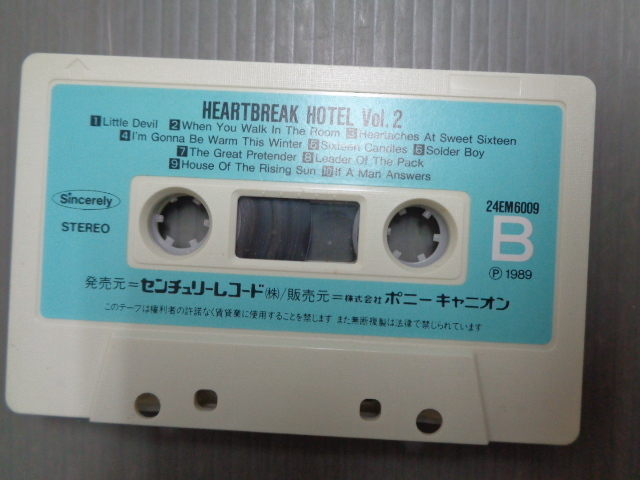 HEARTBREAK HOTEL Vol. 2
1 Little Devil 2 When You Walk In The Room 3 Heartaches At Sweet Sixteen
4 I'm Gonna Be Warm This Winter 5 Sixteen Candles 6 Solder Boy
7 The Great Pretender 8 Leader Of The Pack
9 House Of The Rising Sun 10 If A Man Answers
Sincerely
STEREO
24EM6009
B
Ⓟ 1989
発売元=センチュリーレコード(株)/販売元=株式会社 ポニーキャニオン
このテープは権利者の許諾なく賃貸業に使用することを禁じます また無断複製は法律で禁じられています